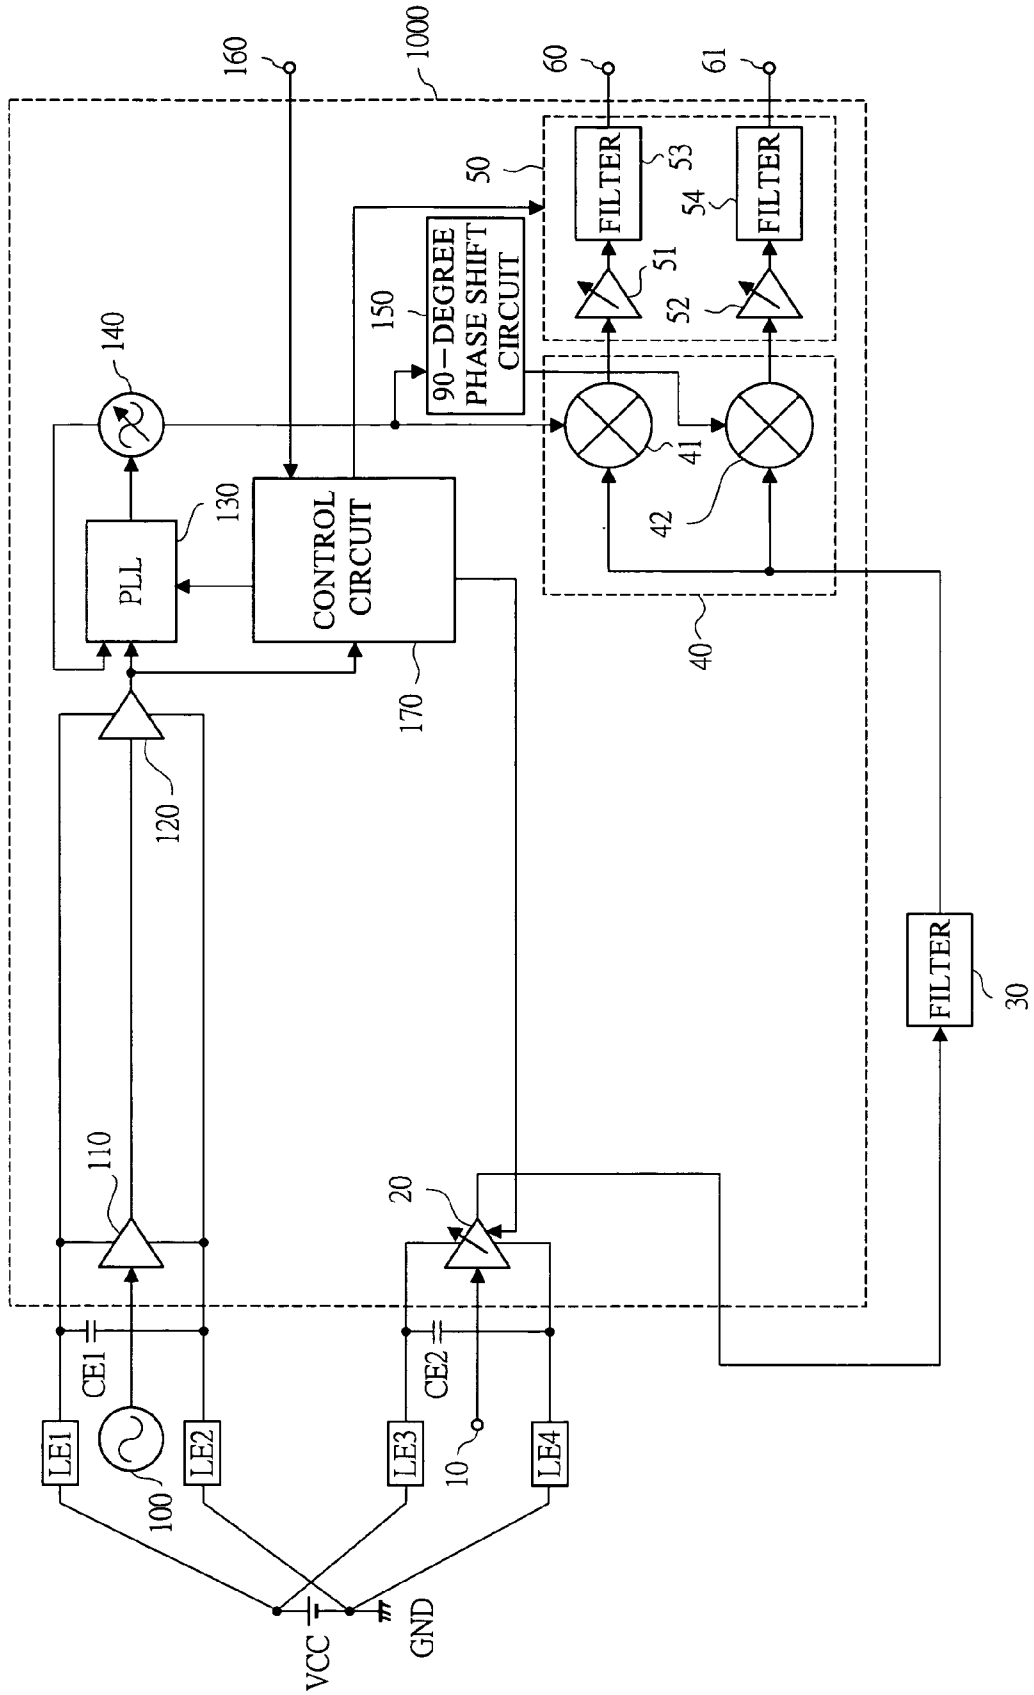 160
1000
60
61
50
FILTER
53
54
FILTER
51
52
140
150
90-DEGREE
PHASE SHIFT
CIRCUIT
41
42
40
130
PLL
CONTROL
CIRCUIT
170
120
110
20
FILTER
30
CE1
CE2
LE1
100
LE2
LE3
10
LE4
VCC
GND